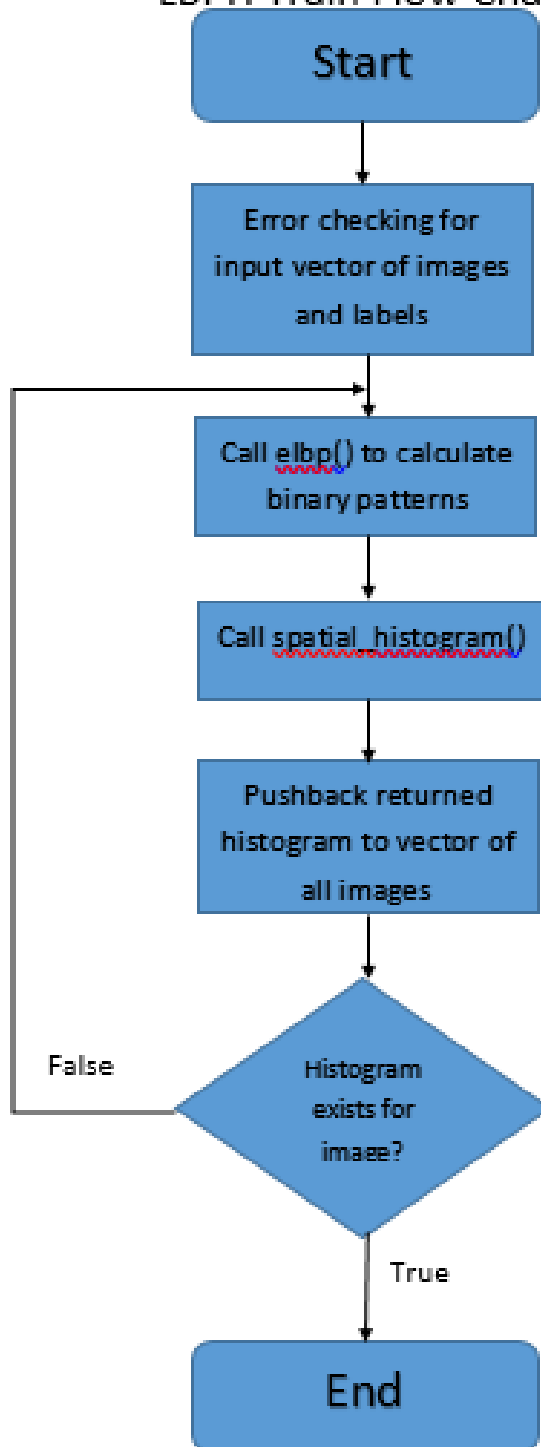 Start
Error checking for
input vector of images
and labels
Call elbp() to calculate
binary patterns
Call spatial_histogram()
Pushback returned
histogram to vector of
all images
Histogram
exists for
image?
False
True
End